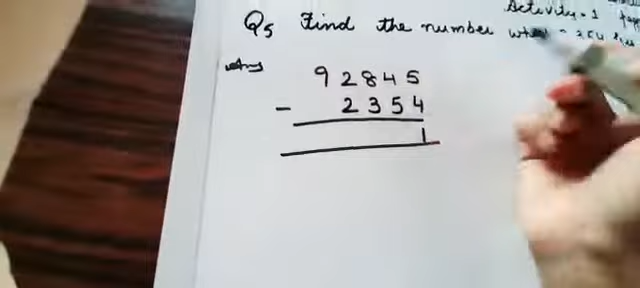 Activity-1
Q5 Find the number
Ans
92845
- 2354
1